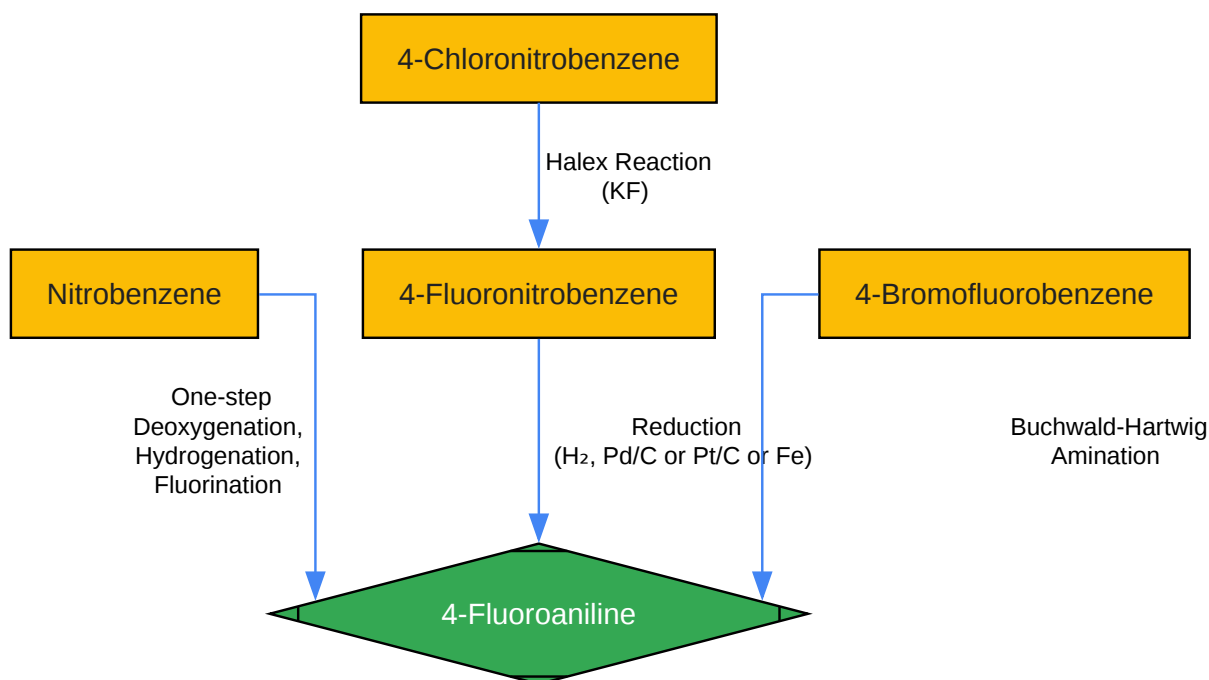 4-Chloronitrobenzene
Halex Reaction
(KF)
Nitrobenzene
4-Fluoronitrobenzene
4-Bromofluorobenzene
One-step
Deoxygenation,
Hydrogenation,
Fluorination
Reduction
(H₂, Pd/C or Pt/C or Fe)
Buchwald-Hartwig
Amination
4-Fluoroaniline